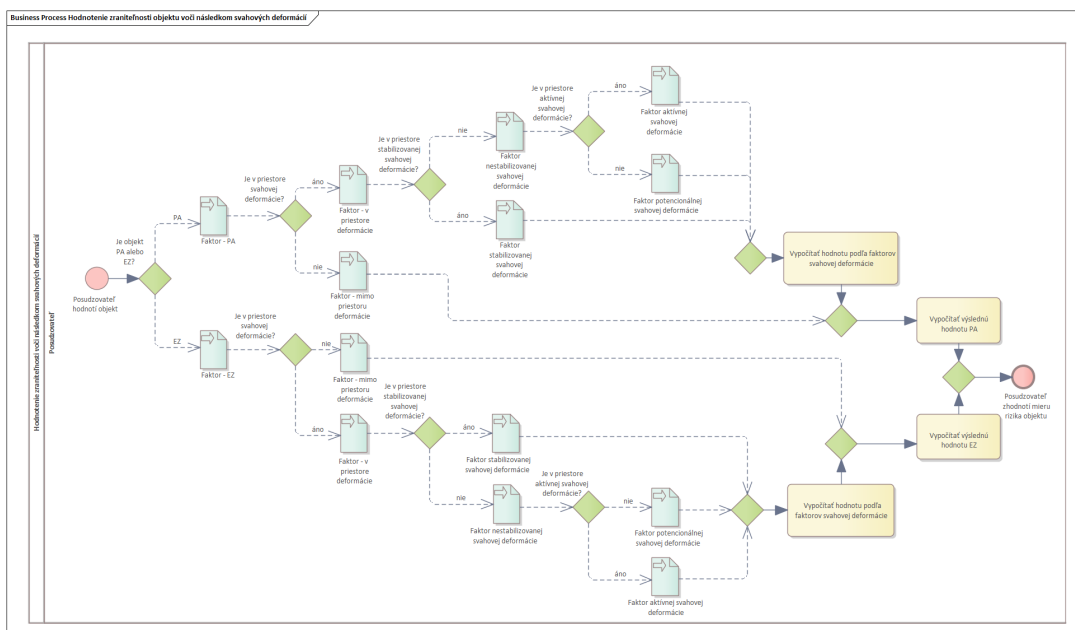 Business Process Hodnotenie zraniteľnosti objektu voči následkom svahových deformácií
Hodnotenie zraniteľnosti voči následkom svahových deformácií
Posudzovateľ
Posudzovateľ
hodnotí objekt
Je objekt
PA alebo
EZ?
PA
EZ
Faktor - PA
Je v priestore
svahovej
deformácie?
áno
nie
Faktor - v
priestore
deformácie
Faktor - mimo
priestoru
deformácie
Je v priestore
stabilizovanej
svahovej
deformácie?
nie
áno
Faktor
nestabilizovanej
svahovej
deformácie
Faktor
stabilizovanej
svahovej
deformácie
Je v priestore
aktívnej
svahovej
deformácie?
áno
nie
Faktor aktívnej
svahovej
deformácie
Faktor potencionálnej
svahovej deformácie
Vypočítať hodnotu podľa faktorov
svahovej deformácie
Vypočítať výslednú
hodnotu PA
Faktor - EZ
Je v priestore
svahovej
deformácie?
nie
áno
Faktor - mimo
priestoru
deformácie
Faktor - v
priestore
deformácie
Je v priestore
stabilizovanej
svahovej
deformácie?
áno
nie
Faktor stabilizovanej
svahovej deformácie
Faktor nestabilizovanej
svahovej deformácie
Je v priestore
aktívnej svahovej
deformácie?
nie
áno
Faktor potencionálnej
svahovej deformácie
Faktor aktívnej svahovej
deformácie
Vypočítať hodnotu podľa
faktorov svahovej deformácie
Vypočítať výslednú
hodnotu EZ
Posudzovateľ
zhodnotí mieru
rizika objektu